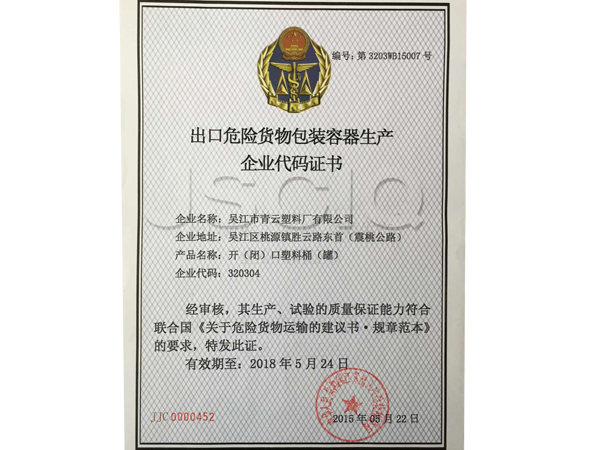 编号：第 3203WB15007 号
出口危险货物包装容器生产
企业代码证书
JSCIQ
企业名称：吴江市青云塑料厂有限公司
企业地址：吴江区桃源镇胜云路东首（震桃公路）
产品名称：开（闭）口塑料桶（罐）
企业代码：320304
经审核，其生产、试验的质量保证能力符合
联合国《关于危险货物运输的建议书·规章范本》
的要求，特发此证。
有效期至：2018 年 5 月 24 日
JJC 0000452
2015 年 05 月 22 日